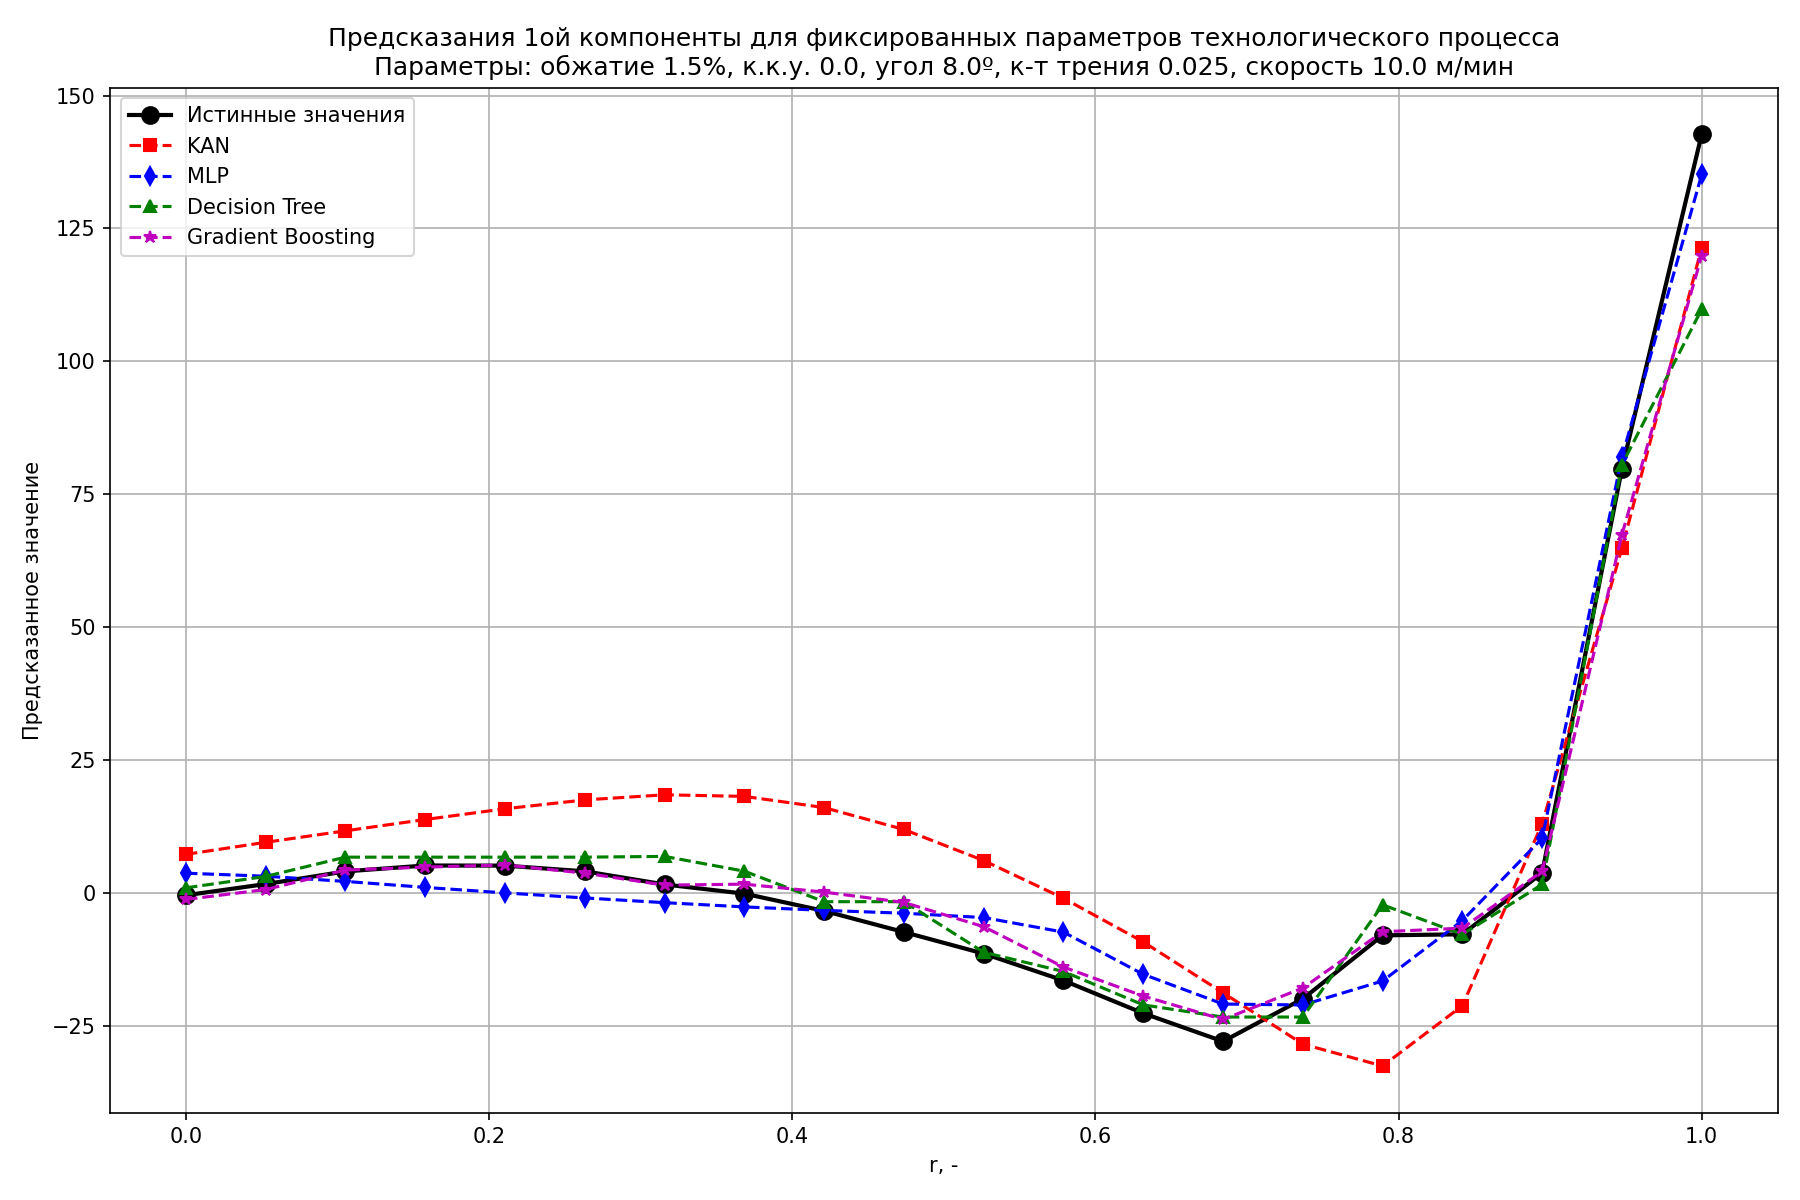 Предсказания 1ой компоненты для фиксированных параметров технологического процесса
Параметры: обжатие 1.5%, к.к.у. 0.0, угол 8.0º, к-т трения 0.025, скорость 10.0 м/мин
Истинные значения
KAN
MLP
Decision Tree
Gradient Boosting
Предсказанное значение
150
125
100
75
50
25
0
−25
0.0
0.2
0.4
0.6
0.8
1.0
r, -